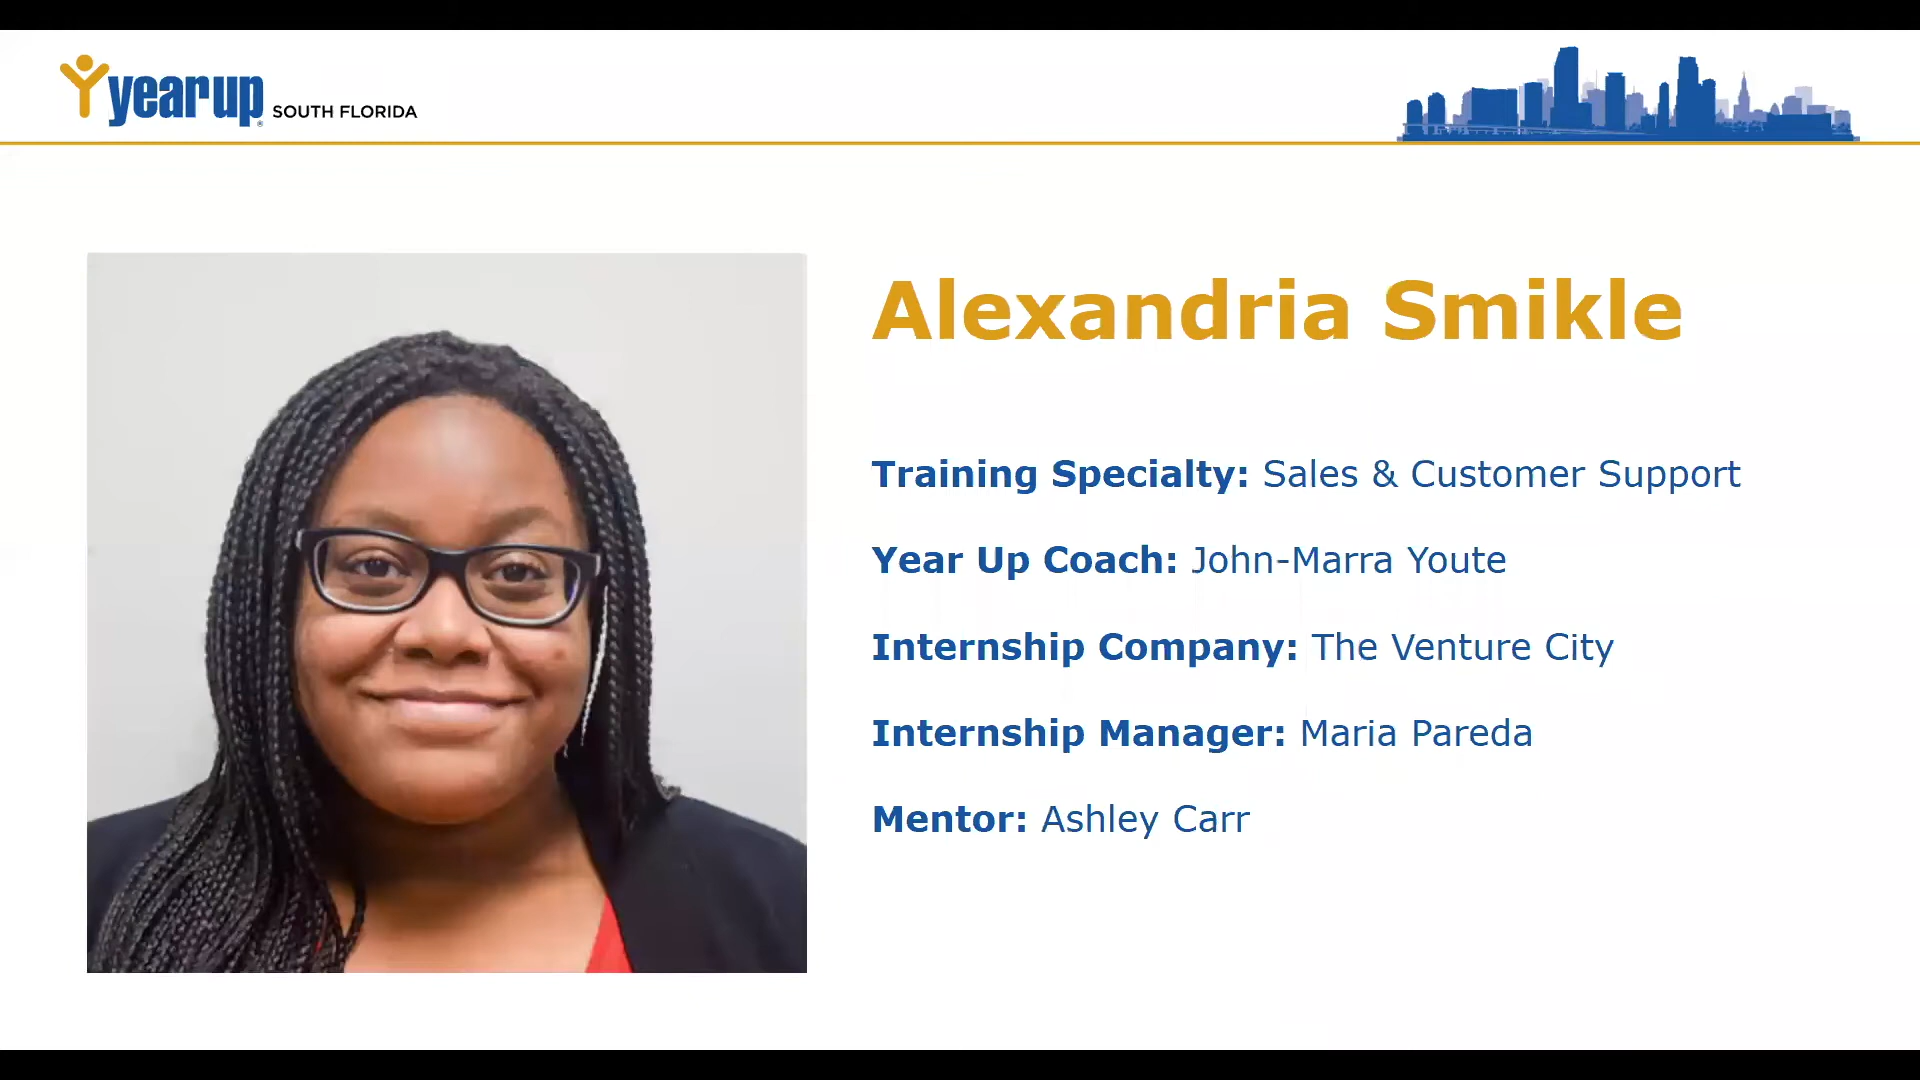 yearup® SOUTH FLORIDA
Alexandria Smikle
Training Specialty: Sales & Customer Support
Year Up Coach: John-Marra Youte
Internship Company: The Venture City
Internship Manager: Maria Pareda
Mentor: Ashley Carr